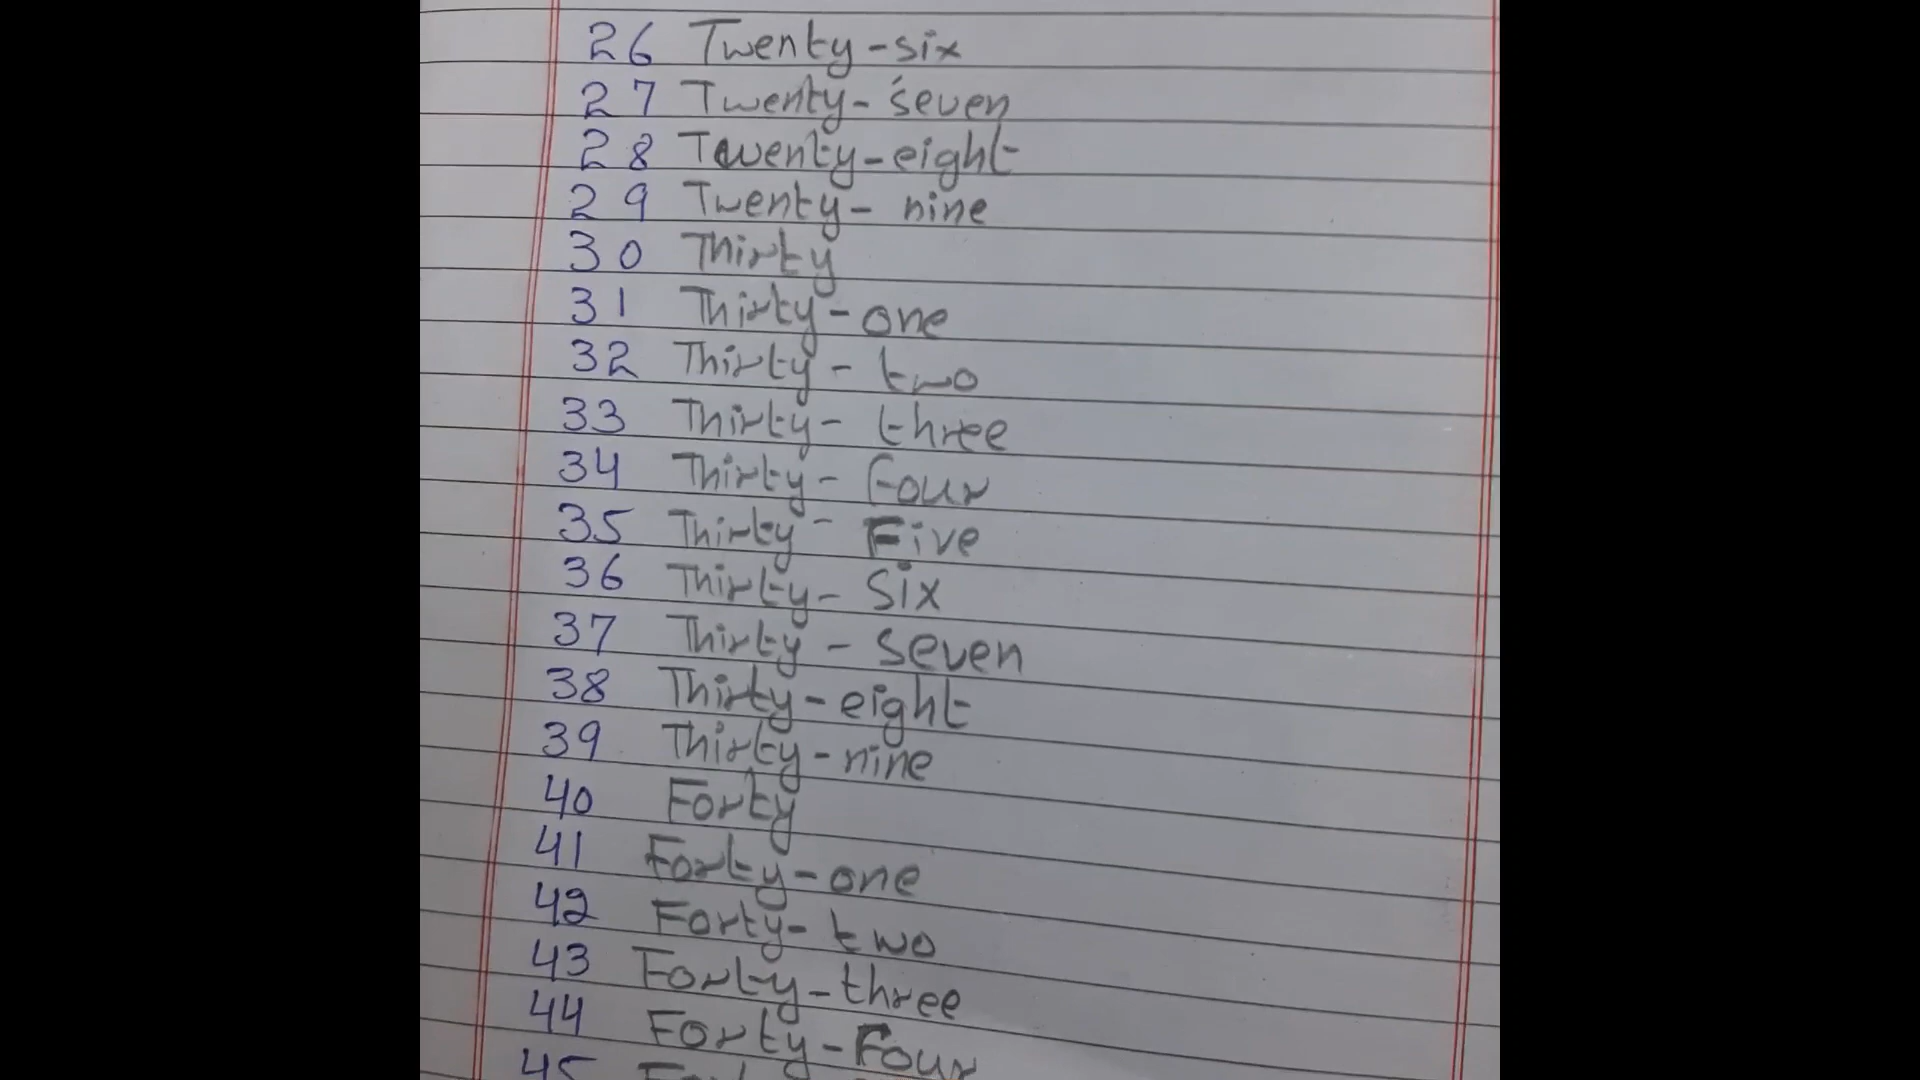 26 Twenty-six
27 Twenty-seven
28 Twenty-eight
29 Twenty-nine
30 Thirty
31 Thirty-one
32 Thirty-two
33 Thirty-three
34 Thirty-Four
35 Thirty-Five
36 Thirty-Six
37 Thirty-seven
38 Thirty-eight
39 Thirty-nine
40 Forty
41 Forty-one
42 Forty-two
43 Forty-three
44 Forty-Four
45